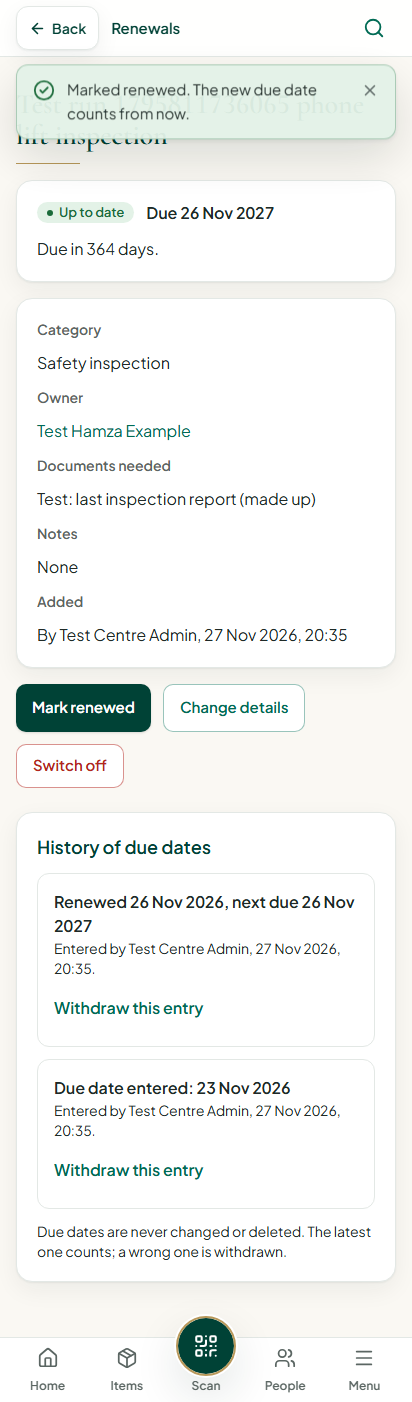 Back
Renewals
Marked renewed. The new due date
counts from now.
Test run 1795811736065 phone
lift inspection
Up to date
Due 26 Nov 2027
Due in 364 days.
Category
Safety inspection
Owner
Test Hamza Example
Documents needed
Test: last inspection report (made up)
Notes
None
Added
By Test Centre Admin, 27 Nov 2026, 20:35
Mark renewed
Change details
Switch off
History of due dates
Renewed 26 Nov 2026, next due 26 Nov
2027
Entered by Test Centre Admin, 27 Nov 2026,
20:35.
Withdraw this entry
Due date entered: 23 Nov 2026
Entered by Test Centre Admin, 27 Nov 2026,
20:35.
Withdraw this entry
Due dates are never changed or deleted. The latest
one counts; a wrong one is withdrawn.
Home
Items
Scan
People
Menu